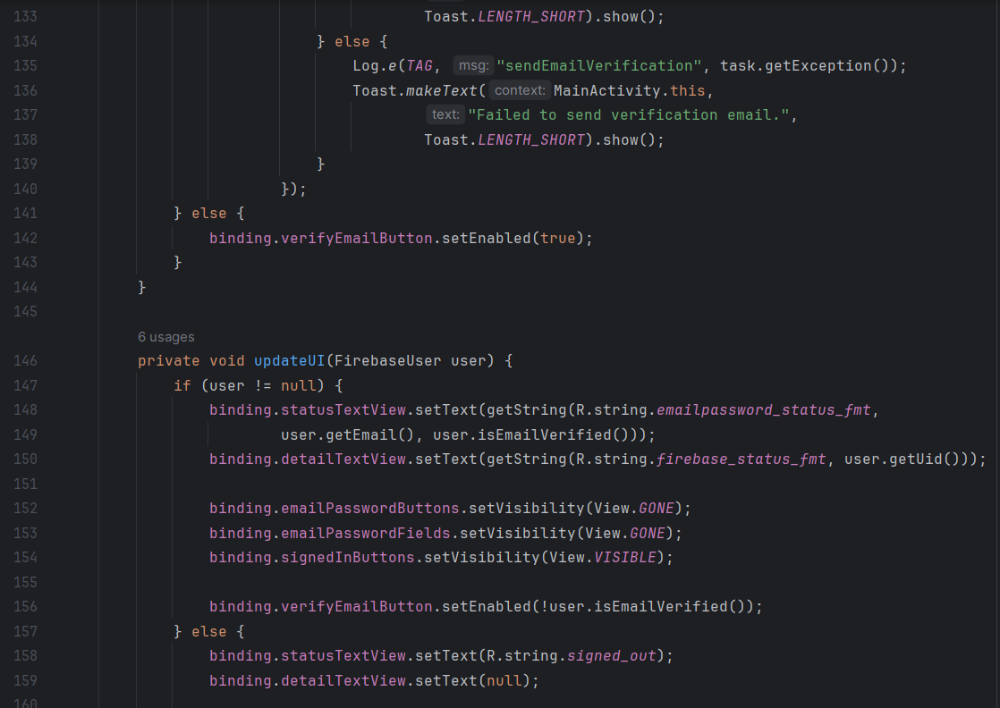 133 Toast.LENGTH_SHORT).show();
134 } else {
135 Log.e(TAG, msg: "sendEmailVerification", task.getException());
136 Toast.makeText( context: MainActivity.this,
137 text: "Failed to send verification email.",
138 Toast.LENGTH_SHORT).show();
139 }
140 });
141 } else {
142 binding.verifyEmailButton.setEnabled(true);
143 }
144 }
145
6 usages
146 private void updateUI(FirebaseUser user) {
147 if (user != null) {
148 binding.statusTextView.setText(getString(R.string.emailpassword_status_fmt,
149 user.getEmail(), user.isEmailVerified()));
150 binding.detailTextView.setText(getString(R.string.firebase_status_fmt, user.getUid()));
151
152 binding.emailPasswordButtons.setVisibility(View.GONE);
153 binding.emailPasswordFields.setVisibility(View.GONE);
154 binding.signedInButtons.setVisibility(View.VISIBLE);
155
156 binding.verifyEmailButton.setEnabled(!user.isEmailVerified());
157 } else {
158 binding.statusTextView.setText(R.string.signed_out);
159 binding.detailTextView.setText(null);
160